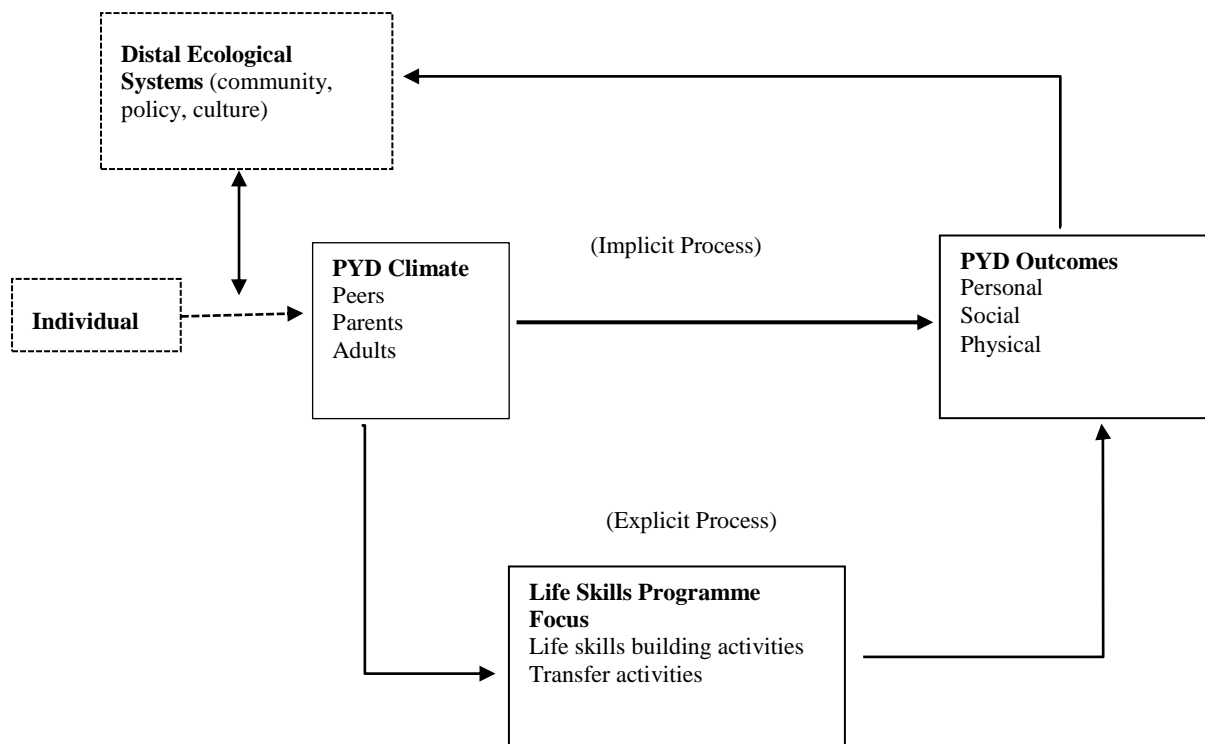 Distal Ecological
Systems (community,
policy, culture)
(Implicit Process)
Individual
PYD Climate
Peers
Parents
Adults
PYD Outcomes
Personal
Social
Physical
(Explicit Process)
Life Skills Programme
Focus
Life skills building activities
Transfer activities